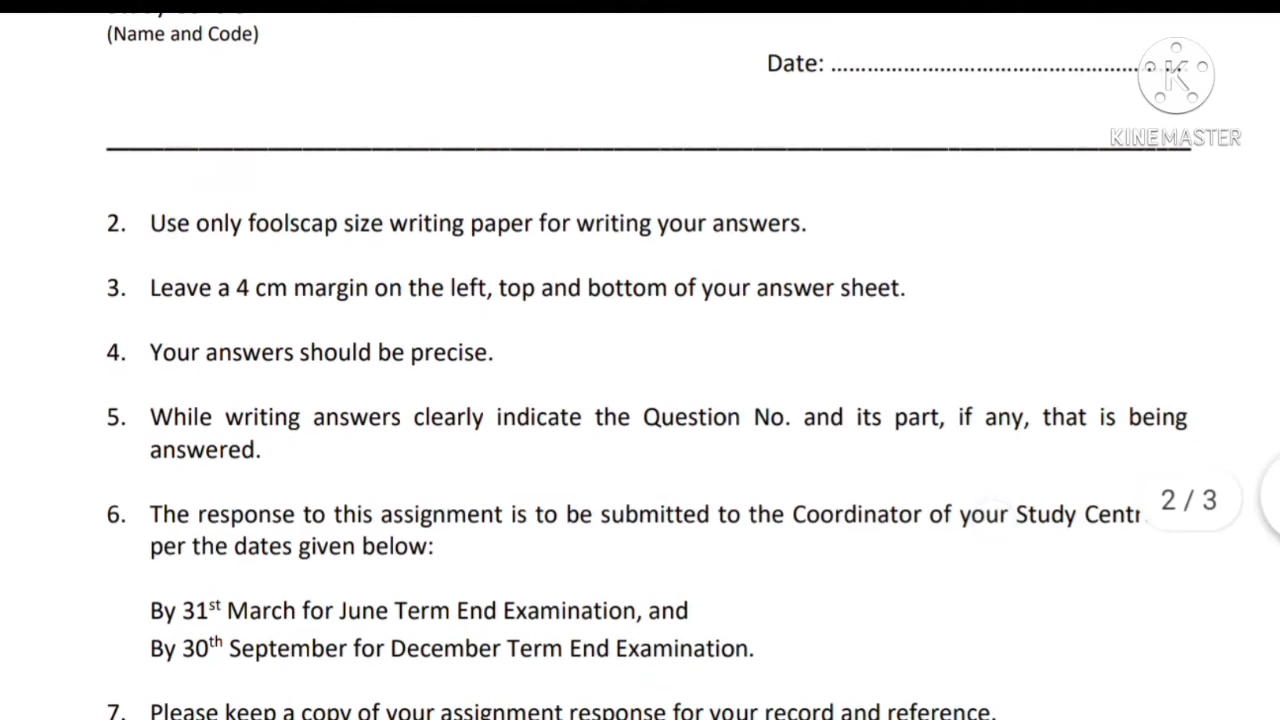 (Name and Code)
Date: ..........................................
KINEMASTER
2. Use only foolscap size writing paper for writing your answers.
3. Leave a 4 cm margin on the left, top and bottom of your answer sheet.
4. Your answers should be precise.
5. While writing answers clearly indicate the Question No. and its part, if any, that is being
answered.
6. The response to this assignment is to be submitted to the Coordinator of your Study Centr
2 / 3
per the dates given below:
By 31st March for June Term End Examination, and
By 30th September for December Term End Examination.
7. Please keep a copy of your assignment response for your record and reference.